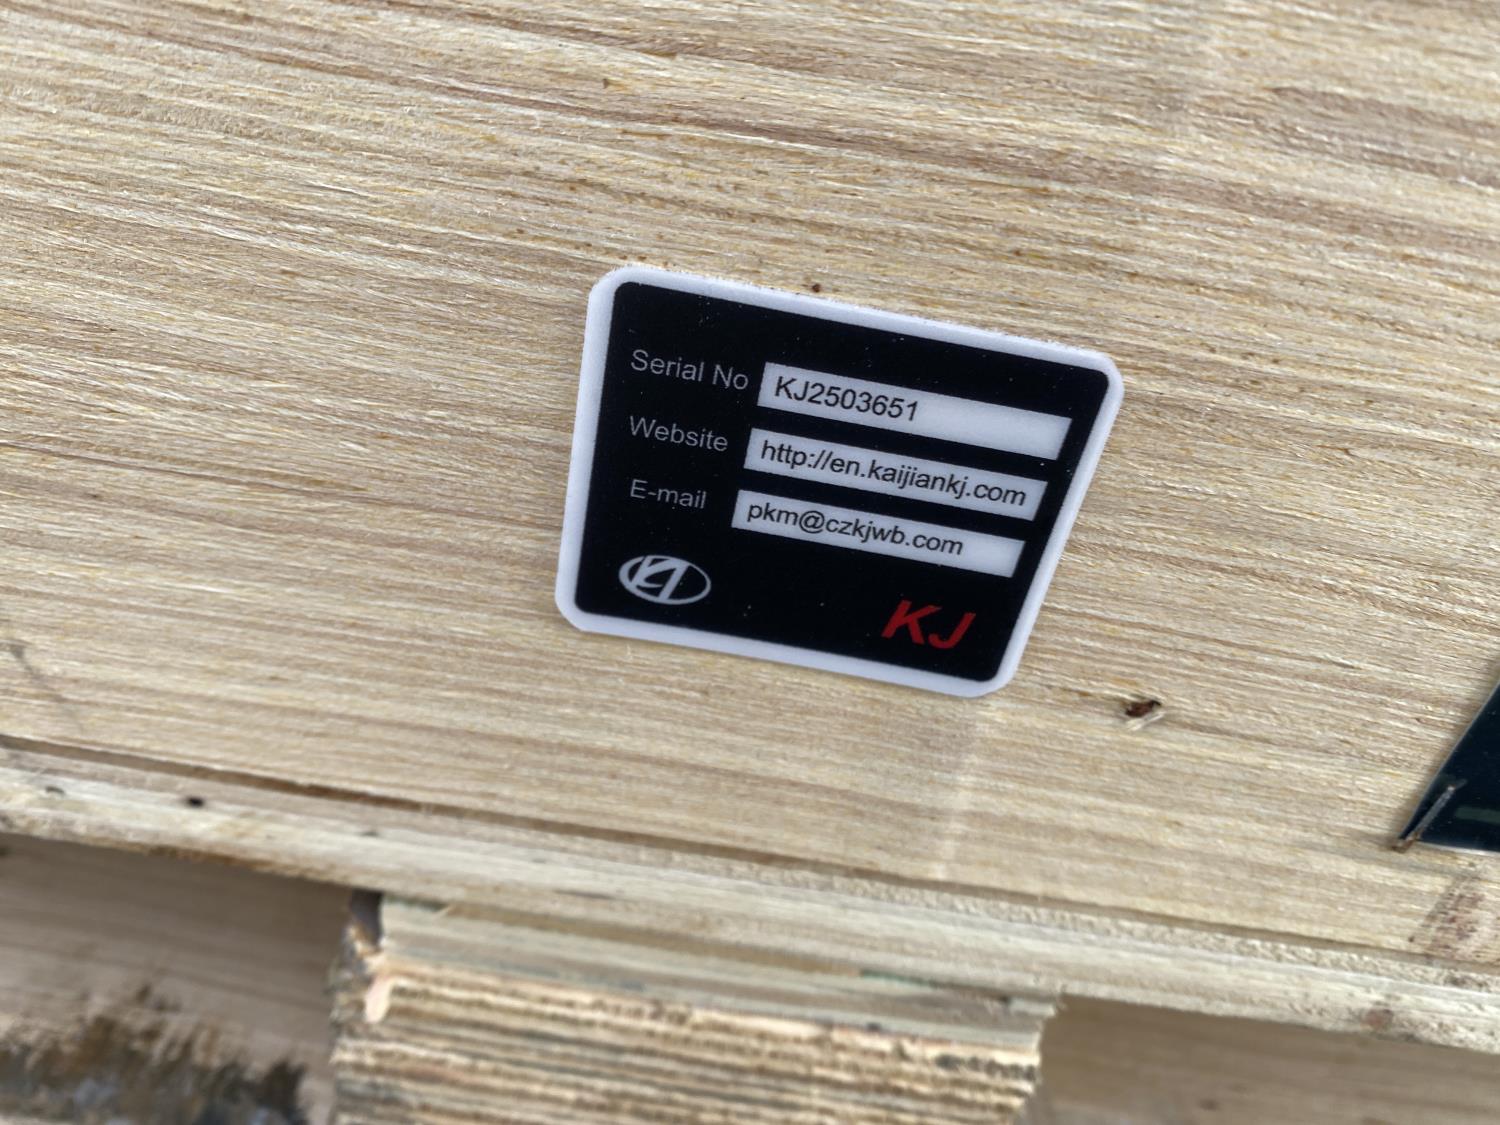 Serial No KJ2503651
Website http://en.kaijiankj.com
E-mail pkm@czkjwb.com
KJ